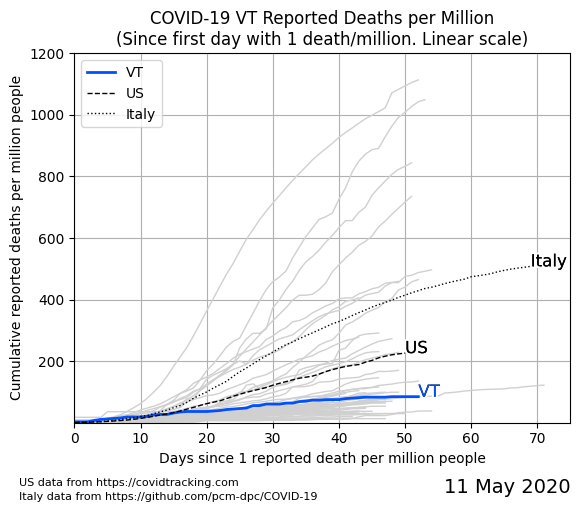 COVID-19 VT Reported Deaths per Million
(Since first day with 1 death/million. Linear scale)
1200
1000
800
600
400
200
Cumulative reported deaths per million people
VT
US
Italy
Italy
US
VT
0 10 20 30 40 50 60 70
Days since 1 reported death per million people
US data from https://covidtracking.com
Italy data from https://github.com/pcm-dpc/COVID-19
11 May 2020